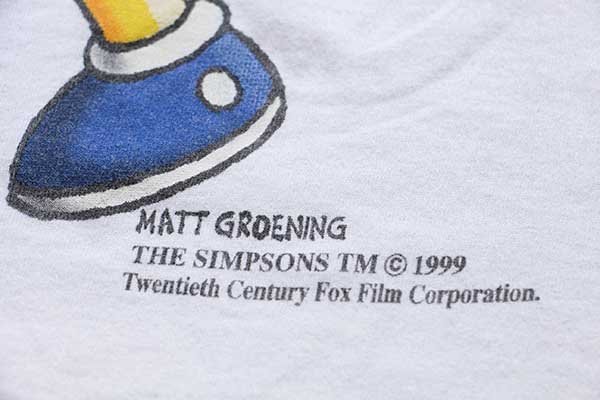 MATT GROENING
THE SIMPSONS TM © 1999
Twentieth Century Fox Film Corporation.